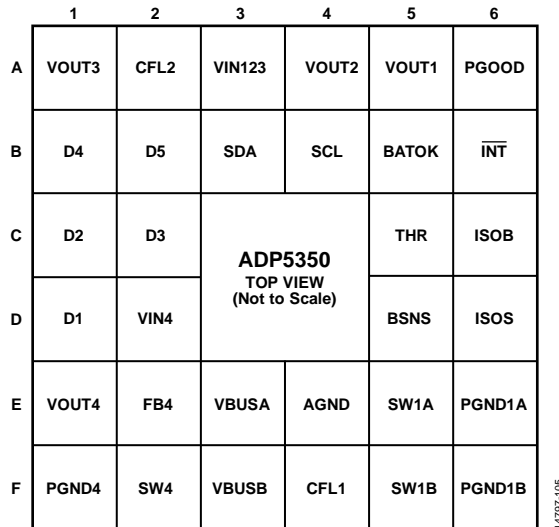 1 2 3 4 5 6
A VOUT3 CFL2 VIN123 VOUT2 VOUT1 PGOOD
B D4 D5 SDA SCL BATOK INT
C D2 D3 THR ISOB
ADP5350
TOP VIEW
(Not to Scale)
D D1 VIN4 BSNS ISOS
E VOUT4 FB4 VBUSA AGND SW1A PGND1A
F PGND4 SW4 VBUSB CFL1 SW1B PGND1B